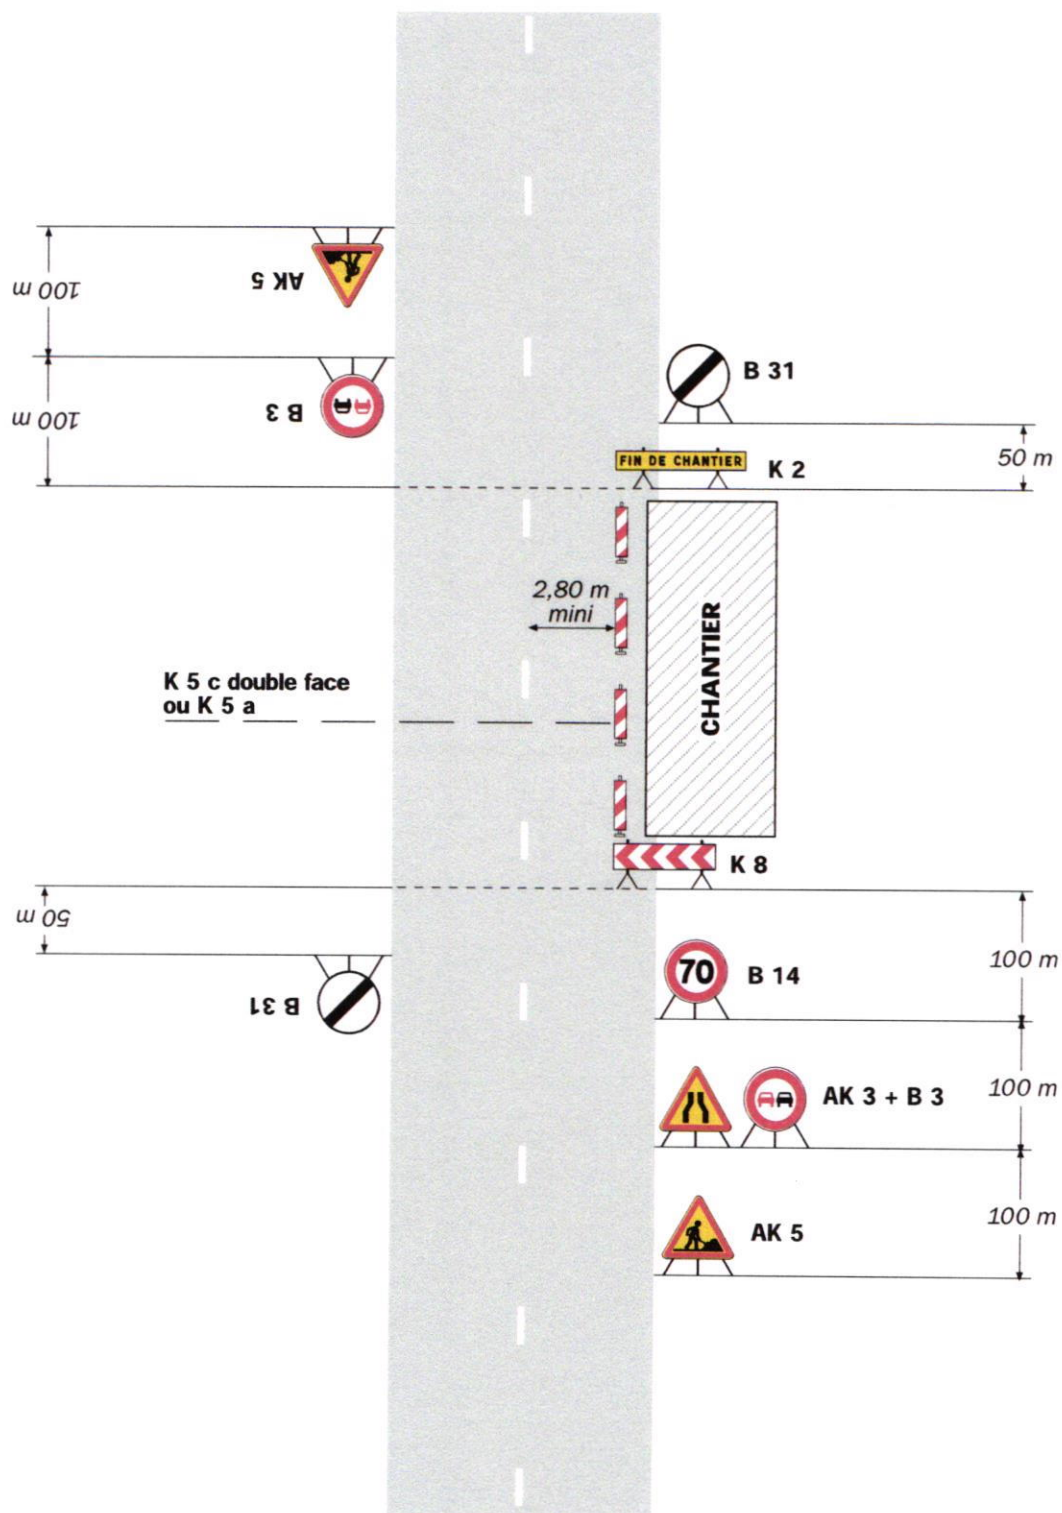 AK 5
100 m
B 3
100 m
B 31
50 m
FIN DE CHANTIER
K 2
2,80 m
mini
K 5 c double face
ou K 5 a
CHANTIER
K 8
50 m
B 31
70
B 14
100 m
AK 3 + B 3
100 m
AK 5
100 m